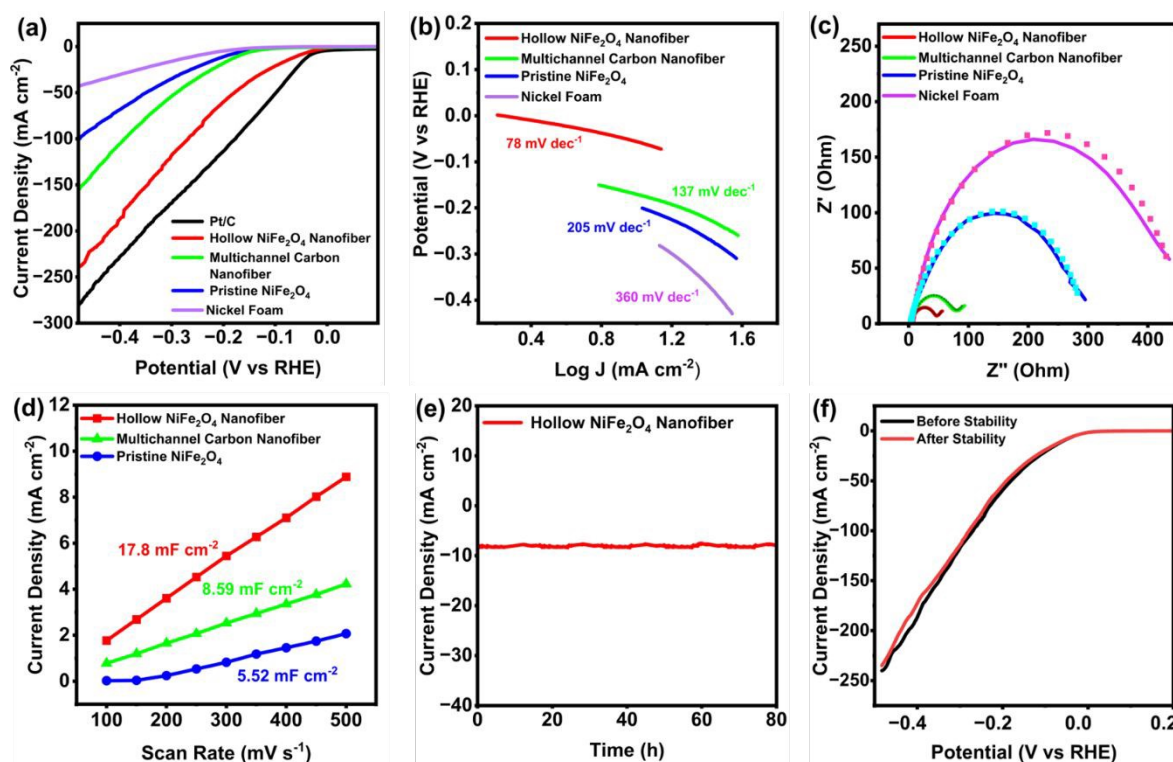 (a)
Current Density (mA cm⁻²)
0
−50
−100
−150
−200
−250
−300
Pt/C
Hollow NiFe₂O₄ Nanofiber
Multichannel Carbon
Nanofiber
Pristine NiFe₂O₄
Nickel Foam
−0.4 −0.3 −0.2 −0.1 0.0
Potential (V vs RHE)
(b)
Potential (V vs RHE)
0.2
0.1
0.0
−0.1
−0.2
−0.3
−0.4
Hollow NiFe₂O₄ Nanofiber
Multichannel Carbon Nanofiber
Pristine NiFe₂O₄
Nickel Foam
78 mV dec⁻¹
137 mV dec⁻¹
205 mV dec⁻¹
360 mV dec⁻¹
0.4 0.8 1.2 1.6
Log J (mA cm⁻²)
(c)
Z' (Ohm)
250
200
150
100
50
0
Hollow NiFe₂O₄ Nanofiber
Multichannel Carbon Nanofiber
Pristine NiFe₂O₄
Nickel Foam
0 100 200 300 400
Z" (Ohm)
(d)
Current Density (mA cm⁻²)
12
10
8
6
4
2
0
Hollow NiFe₂O₄ Nanofiber
Multichannel Carbon Nanofiber
Pristine NiFe₂O₄
17.8 mF cm⁻²
8.59 mF cm⁻²
5.52 mF cm⁻²
100 200 300 400 500
Scan Rate (mV s⁻¹)
(e)
Current Density (mA cm⁻²)
20
10
0
−10
−20
−30
−40
Hollow NiFe₂O₄ Nanofiber
0 20 40 60 80
Time (h)
(f)
Current Density (mA cm⁻²)
0
−50
−100
−150
−200
−250
Before Stability
After Stability
−0.4 −0.2 0.0 0.2
Potential (V vs RHE)